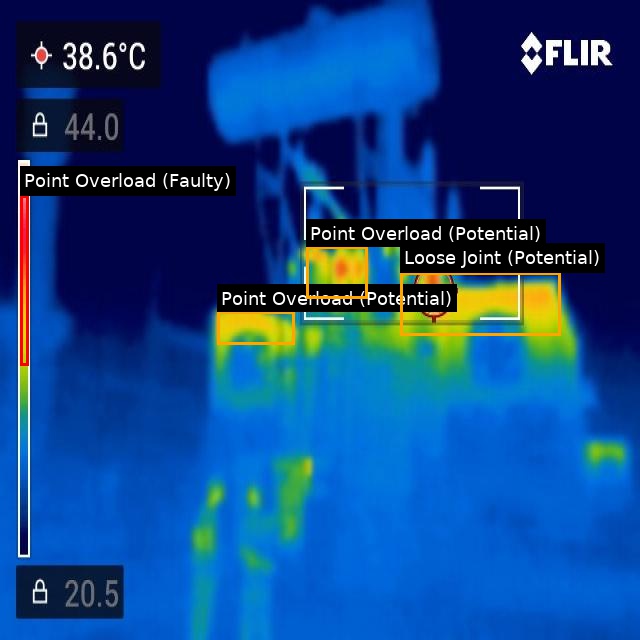 38.6°C
FLIR
44.0
Point Overload (Faulty)
Point Overload (Potential)
Loose Joint (Potential)
Point Overload (Potential)
20.5